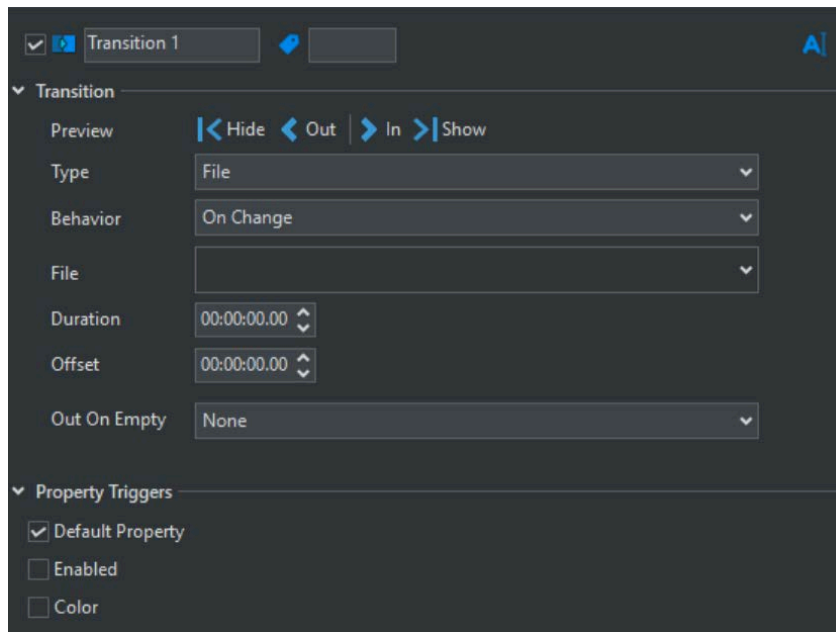 Transition 1
A
Transition
Preview Hide Out In Show
Type File
Behavior On Change
File
Duration 00:00:00.00
Offset 00:00:00.00
Out On Empty None
Property Triggers
Default Property
Enabled
Color